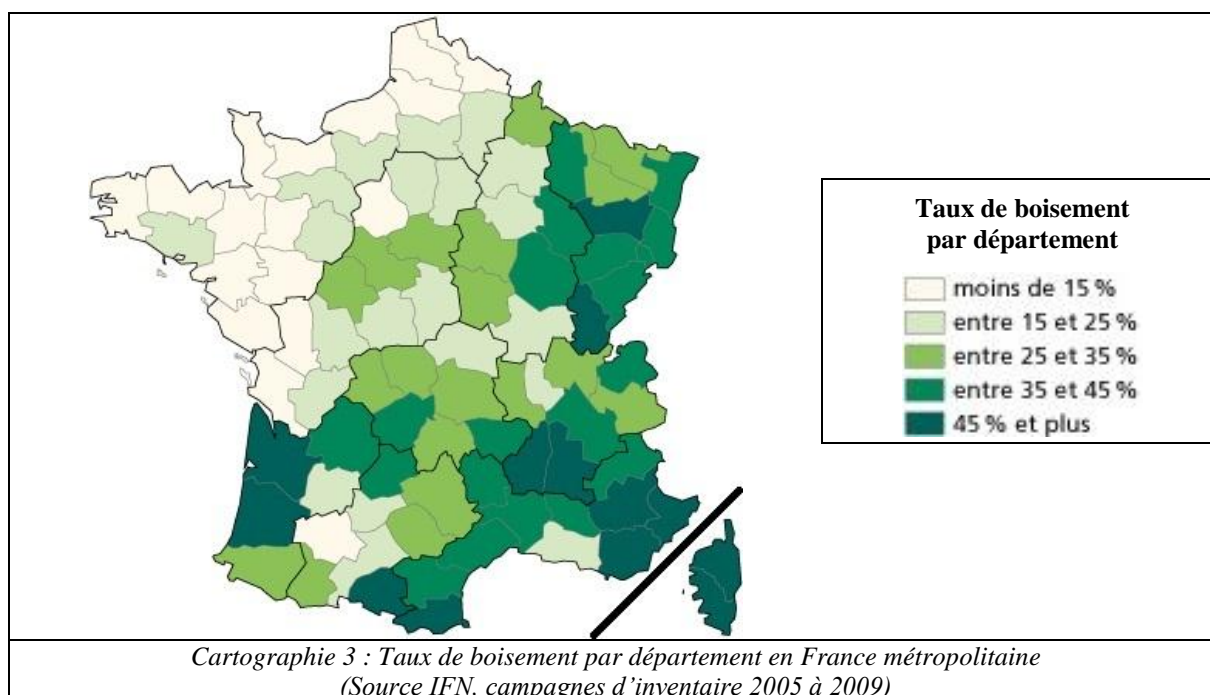 Taux de boisement
par département
moins de 15 %
entre 15 et 25 %
entre 25 et 35 %
entre 35 et 45 %
45 % et plus
Cartographie 3 : Taux de boisement par département en France métropolitaine
(Source IFN, campagnes d'inventaire 2005 à 2009)